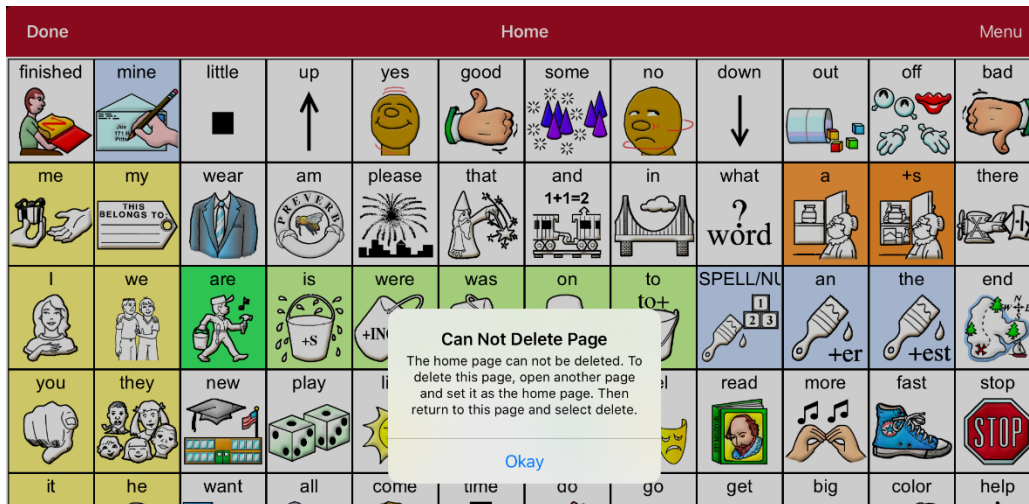 Done Home Menu
finished mine little up yes good some no down out off bad
me my wear am please that and in what a +s there
THIS
BELONGS TO:
PREVERB
1+1=2
?
word
I we are is were was on to SPELL/NU an the end
+S
to+
1
2 3
+er
+est
Can Not Delete Page
The home page can not be deleted. To
delete this page, open another page
and set it as the home page. Then
return to this page and select delete.
Okay
you they new play read more fast stop
STOP
it he want all come time do go get big color help